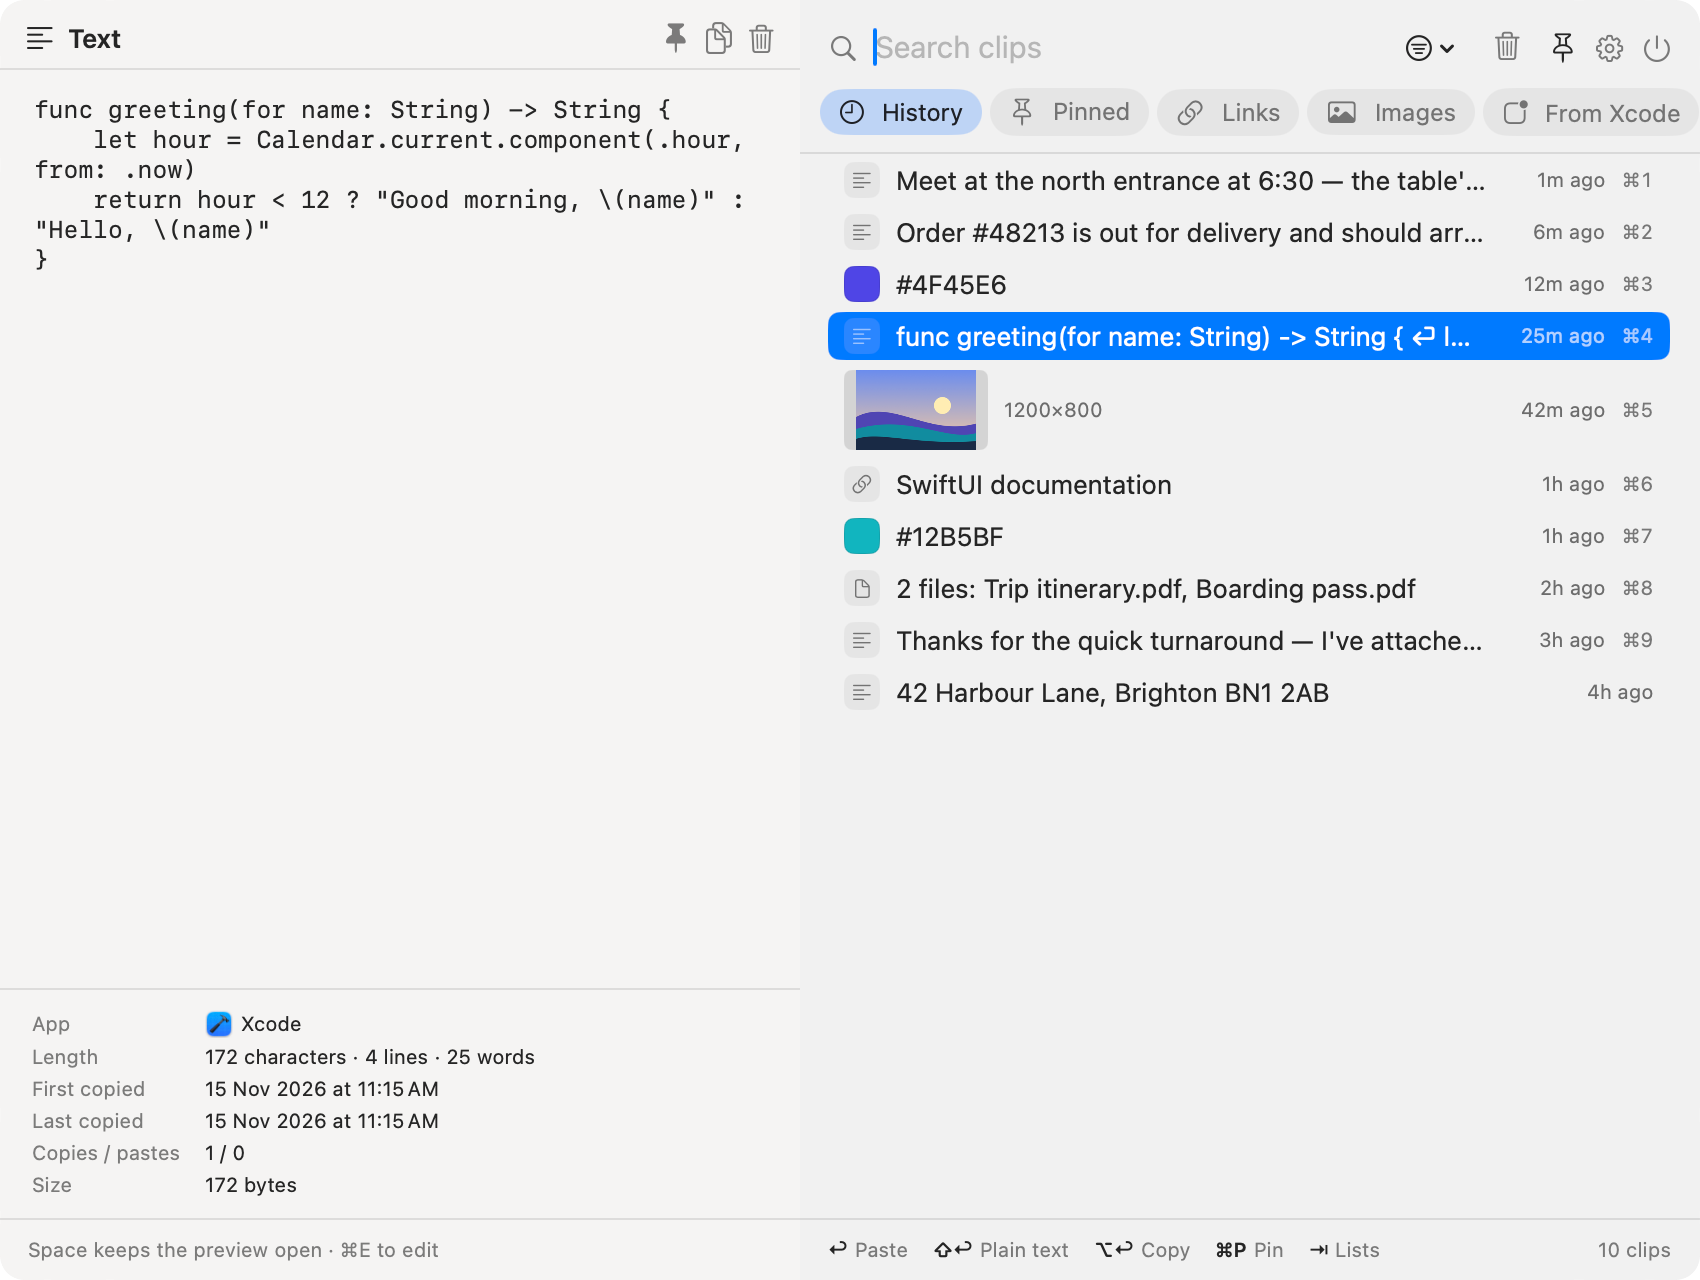 Text
func greeting(for name: String) -> String {
    let hour = Calendar.current.component(.hour,
from: .now)
    return hour < 12 ? "Good morning, \(name)" :
"Hello, \(name)"
}
App Xcode
Length 172 characters · 4 lines · 25 words
First copied 15 Nov 2026 at 11:15 AM
Last copied 15 Nov 2026 at 11:15 AM
Copies / pastes 1 / 0
Size 172 bytes
Space keeps the preview open · ⌘E to edit
Search clips
History Pinned Links Images From Xcode
Meet at the north entrance at 6:30 — the table'... 1m ago ⌘1
Order #48213 is out for delivery and should arr... 6m ago ⌘2
#4F45E6 12m ago ⌘3
func greeting(for name: String) -> String { ↩ l... 25m ago ⌘4
1200×800 42m ago ⌘5
SwiftUI documentation 1h ago ⌘6
#12B5BF 1h ago ⌘7
2 files: Trip itinerary.pdf, Boarding pass.pdf 2h ago ⌘8
Thanks for the quick turnaround — I've attache... 3h ago ⌘9
42 Harbour Lane, Brighton BN1 2AB 4h ago
↩ Paste ⇧↩ Plain text ⌥↩ Copy ⌘P Pin ⇥ Lists 10 clips